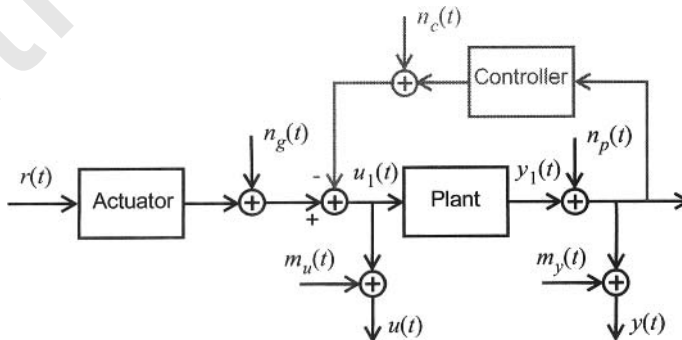 n_c(t)
Controller
n_g(t)
n_p(t)
r(t)
Actuator
-
u_1(t)
Plant
y_1(t)
+
m_u(t)
m_y(t)
u(t)
y(t)